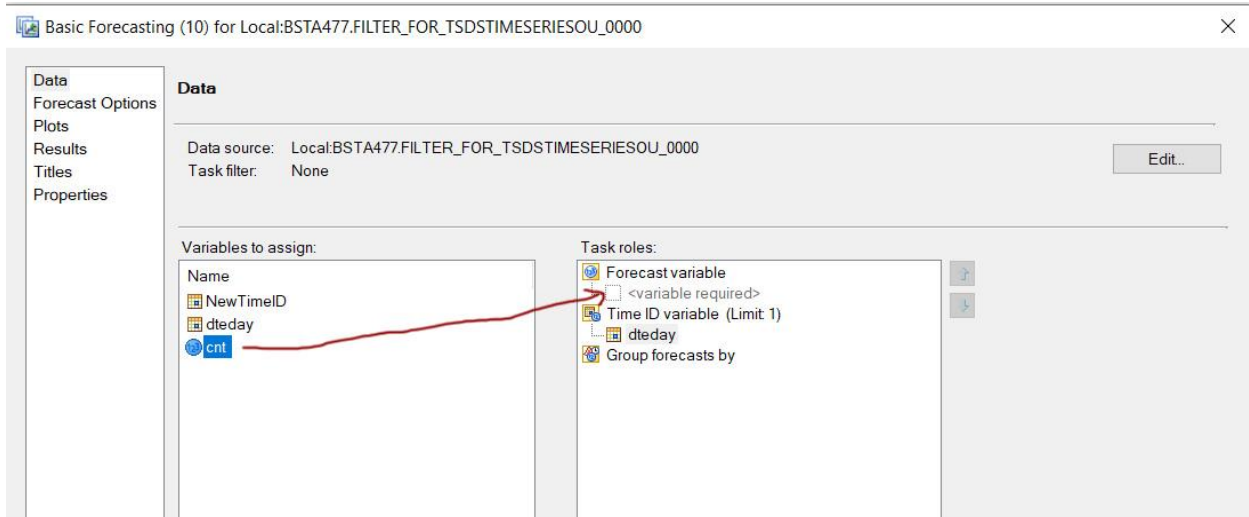 Basic Forecasting (10) for Local:BSTA477.FILTER_FOR_TSDSTIMESERIESOU_0000
Data
Forecast Options
Plots
Results
Titles
Properties
Data
Data source: Local:BSTA477.FILTER_FOR_TSDSTIMESERIESOU_0000
Task filter: None
Edit...
Variables to assign:
Name
NewTimeID
dteday
cnt
Task roles:
Forecast variable
<variable required>
Time ID variable (Limit: 1)
dteday
Group forecasts by